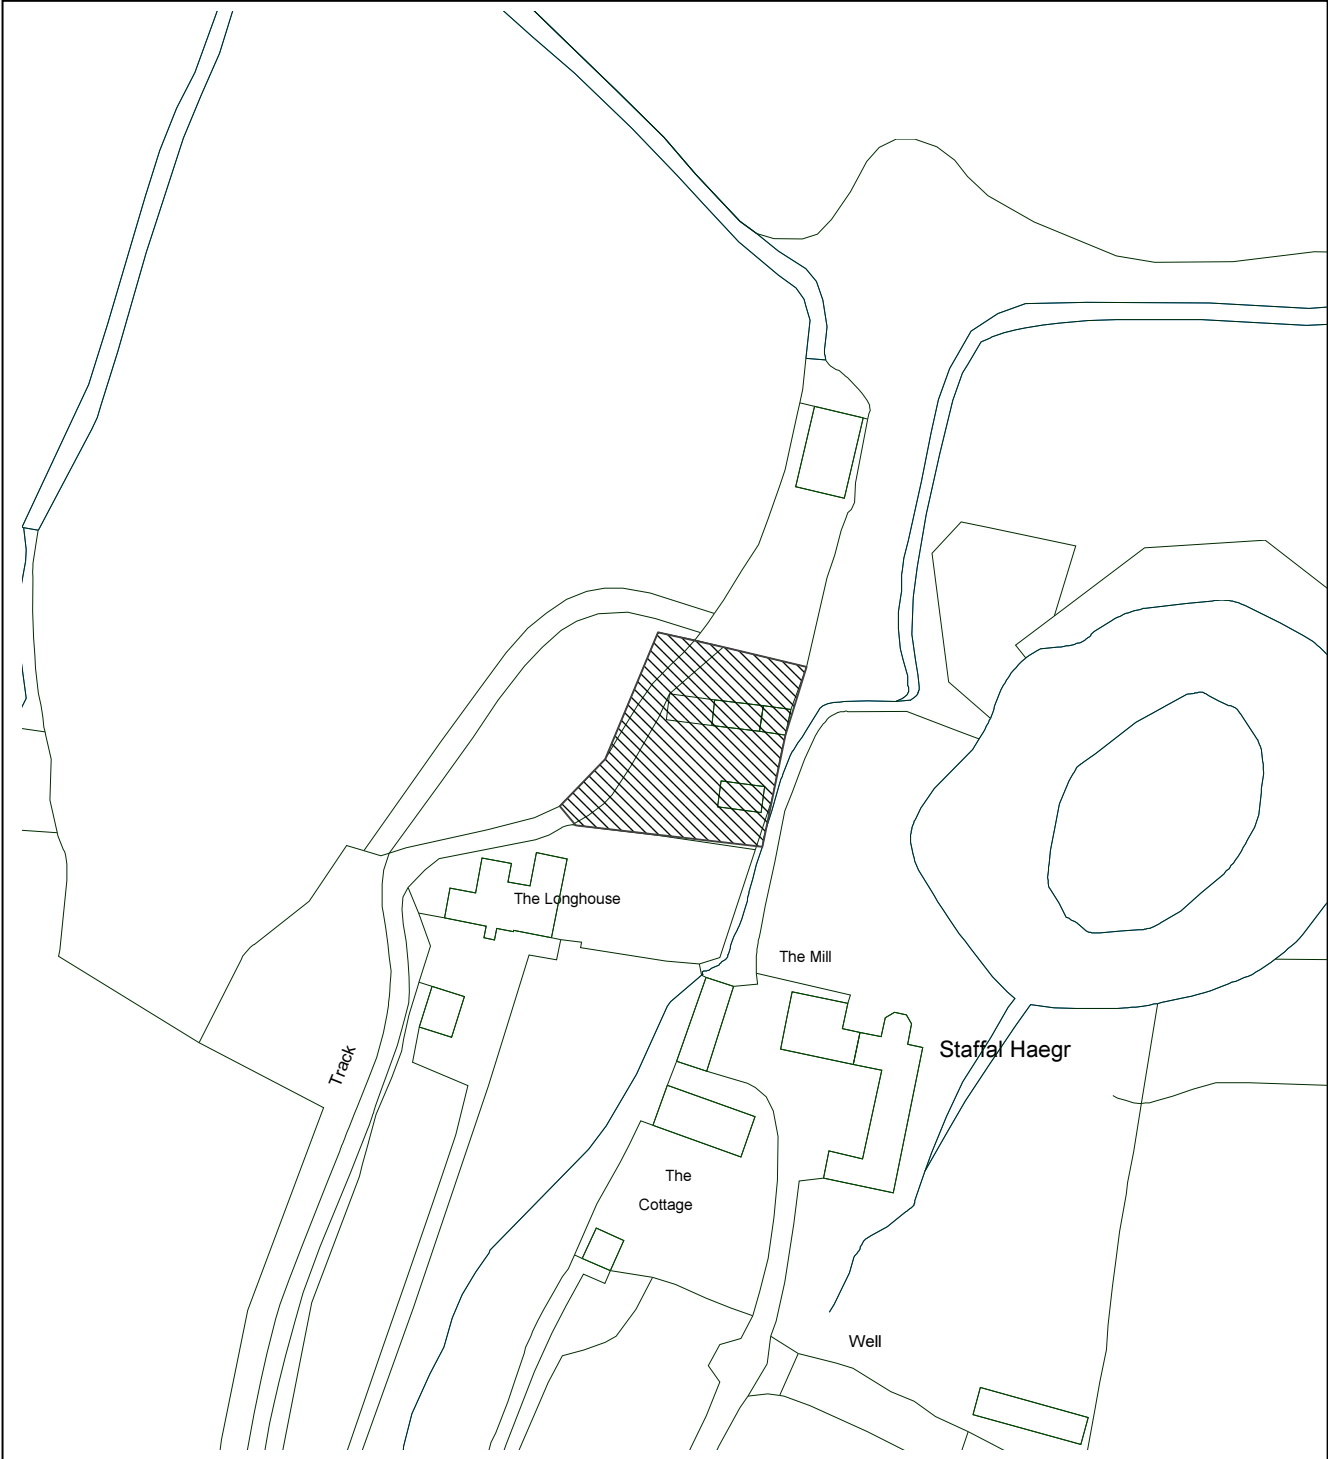 The Longhouse
The Mill
Staffal Haegr
Track
The
Cottage
Well